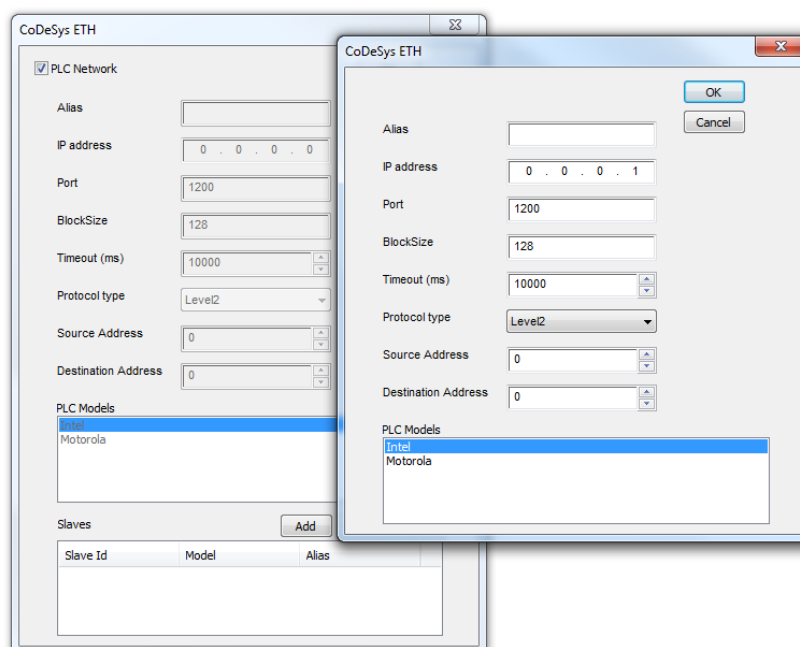 CoDeSys ETH
PLC Network
Alias
IP address 0 . 0 . 0 . 0
Port 1200
BlockSize 128
Timeout (ms) 10000
Protocol type Level2
Source Address 0
Destination Address 0
PLC Models
Intel
Motorola
Slaves Add
Slave Id Model Alias
CoDeSys ETH
OK
Cancel
Alias
IP address 0 . 0 . 0 . 1
Port 1200
BlockSize 128
Timeout (ms) 10000
Protocol type Level2
Source Address 0
Destination Address 0
PLC Models
Intel
Motorola